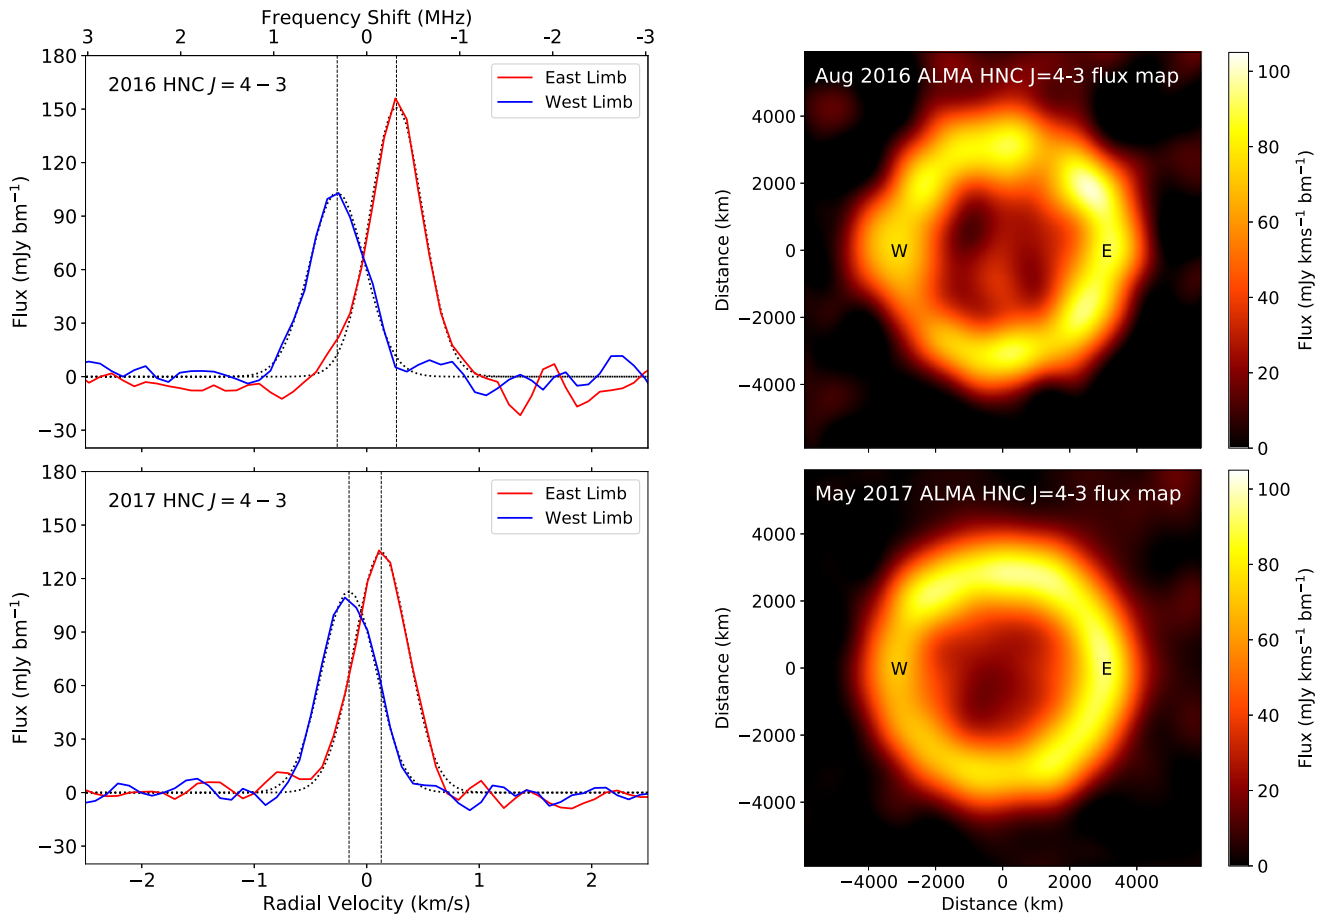 Frequency Shift (MHz)
3 2 1 0 -1 -2 -3
180
150
120
90
60
30
0
−30
Flux (mJy bm−1)
2016 HNC J = 4 − 3
East Limb
West Limb
180
150
120
90
60
30
0
−30
Flux (mJy bm−1)
2017 HNC J = 4 − 3
East Limb
West Limb
−2 −1 0 1 2
Radial Velocity (km/s)
Aug 2016 ALMA HNC J=4-3 flux map
4000
2000
0
−2000
−4000
Distance (km)
W E
100
80
60
40
20
0
Flux (mJy kms−1 bm−1)
May 2017 ALMA HNC J=4-3 flux map
4000
2000
0
−2000
−4000
Distance (km)
W E
−4000 −2000 0 2000 4000
Distance (km)
100
80
60
40
20
0
Flux (mJy kms−1 bm−1)